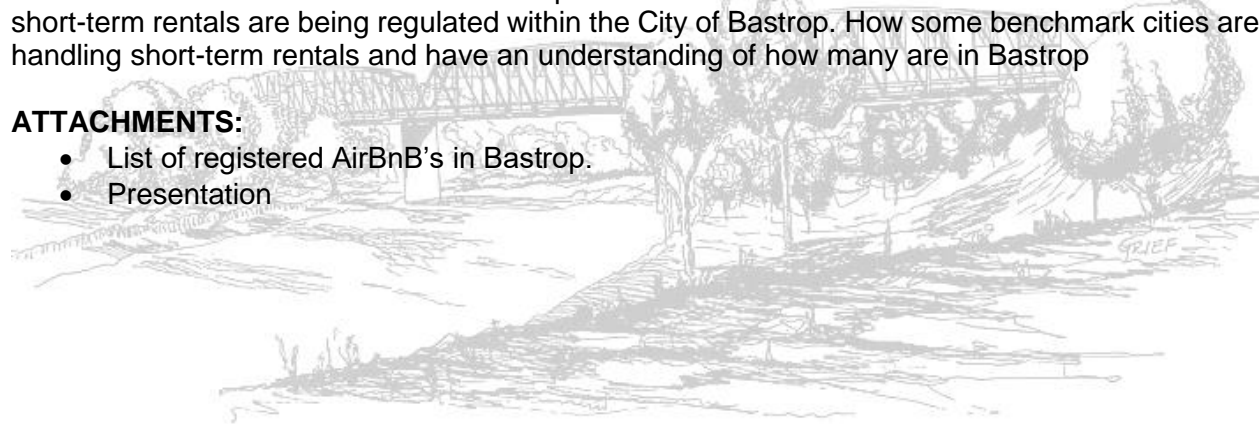 short-term rentals are being regulated within the City of Bastrop. How some benchmark cities are
handling short-term rentals and have an understanding of how many are in Bastrop
ATTACHMENTS:
• List of registered AirBnB's in Bastrop.
• Presentation
GRIEF